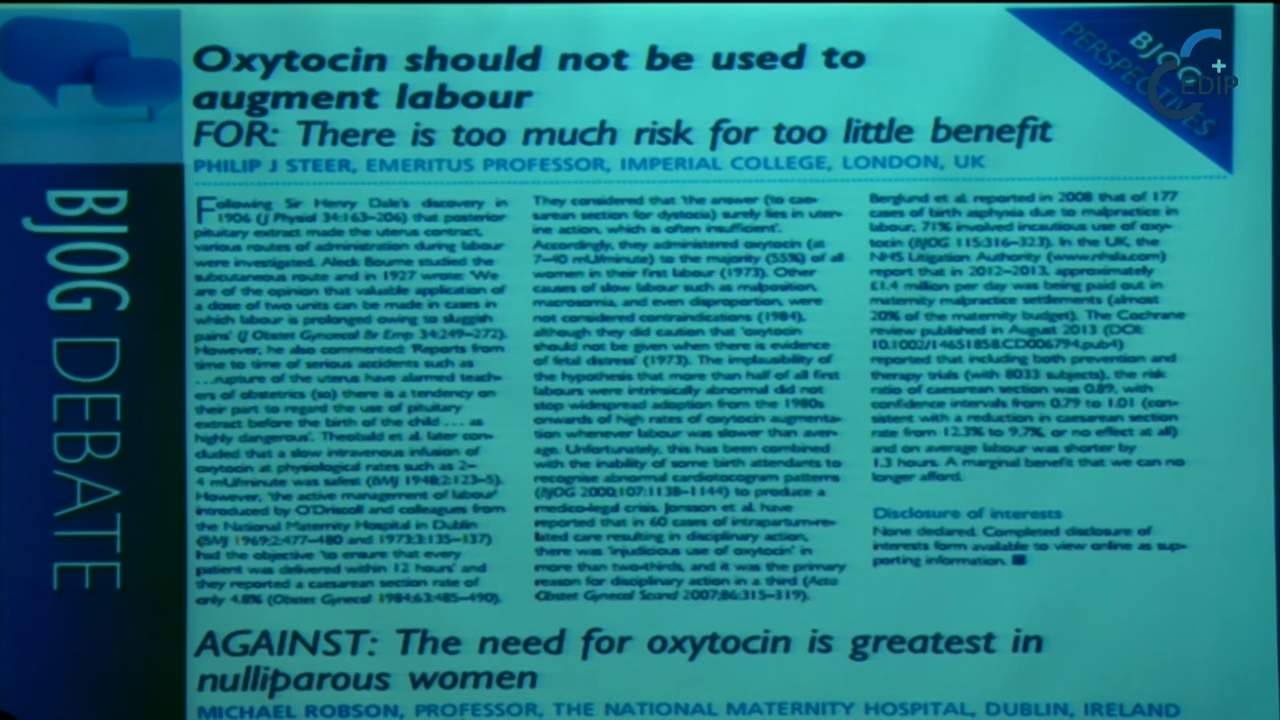 Oxytocin should not be used to
augment labour
FOR: There is too much risk for too little benefit
PHILIP J STEER, EMERITUS PROFESSOR, IMPERIAL COLLEGE, LONDON, UK
BJOG
PERSPECTIVES
EDIP
BJOG DEBATE
Following Sir Henry Dale's discovery in
1906 (J Physiol 34:163–206) that posterior
pituitary extract made the uterus contract,
various routes of administration during labour
were investigated. Aleck Bourne studied the
subcutaneous route and in 1927 wrote: 'We
are of the opinion that valuable application of
a dose of two units can be made in cases in
which labour is prolonged owing to sluggish
pains' (J Obstet Gynaecol Br Emp 34:249–272).
However, he also commented: 'Reports from
time to time of serious accidents such as
…rupture of the uterus have alarmed teach-
ers of obstetrics (so) there is a tendency on
their part to regard the use of pituitary
extract before the birth of the child … as
highly dangerous'. Theobald et al. later con-
cluded that a slow intravenous infusion of
oxytocin at physiological rates such as 2–
4 mU/minute was safest (BMJ 1948;2:123–5).
However, 'the active management of labour'
introduced by O'Driscoll and colleagues from
the National Maternity Hospital in Dublin
(BMJ 1969;2:477–480 and 1973;3:135–137)
had the objective 'to ensure that every
patient was delivered within 12 hours' and
they reported a caesarean section rate of
only 4.8% (Obstet Gynecol 1984;63:485–490).
They considered that 'the answer (to cae-
sarean section for dystocia) surely lies in uter-
ine action, which is often insufficient'.
Accordingly, they administered oxytocin (at
7–40 mU/minute) to the majority (55%) of all
women in their first labour (1973). Other
causes of slow labour such as malposition,
macrosomia, and even disproportion, were
not considered contraindications (1984),
although they did caution that 'oxytocin
should not be given when there is evidence
of fetal distress' (1973). The implausibility of
the hypothesis that more than half of all first
labours were intrinsically abnormal did not
stop widespread adoption from the 1980s
onwards of high rates of oxytocin augmenta-
tion whenever labour was slower than aver-
age. Unfortunately, this has been combined
with the inability of some birth attendants to
recognise abnormal cardiotocogram patterns
(BJOG 2000;107:1138–1144) to produce a
medico-legal crisis. Jonsson et al. have
reported that in 60 cases of intrapartum-re-
lated care resulting in disciplinary action,
there was 'injudicious use of oxytocin' in
more than two-thirds, and it was the primary
reason for disciplinary action in a third (Acta
Obstet Gynecol Scand 2007;86:315–319).
Berglund et al. reported in 2008 that of 177
cases of birth asphyxia due to malpractice in
labour, 71% involved incautious use of oxy-
tocin (BJOG 115:316–323). In the UK, the
NHS Litigation Authority (www.nhsla.com)
report that in 2012–2013, approximately
£1.4 million per day was being paid out in
maternity malpractice settlements (almost
20% of the maternity budget). The Cochrane
review published in August 2013 (DOI:
10.1002/14651858.CD006794.pub4)
reported that including both prevention and
therapy trials (with 8033 subjects), the risk
ratio of caesarean section was 0.89, with
confidence intervals from 0.79 to 1.01 (con-
sistent with a reduction in caesarean section
rate from 12.3% to 9.7%, or no effect at all)
and on average labour was shorter by
1.3 hours. A marginal benefit that we can no
longer afford.
Disclosure of interests
None declared. Completed disclosure of
interests form available to view online as sup-
porting information.
AGAINST: The need for oxytocin is greatest in
nulliparous women
MICHAEL ROBSON, PROFESSOR, THE NATIONAL MATERNITY HOSPITAL, DUBLIN, IRELAND